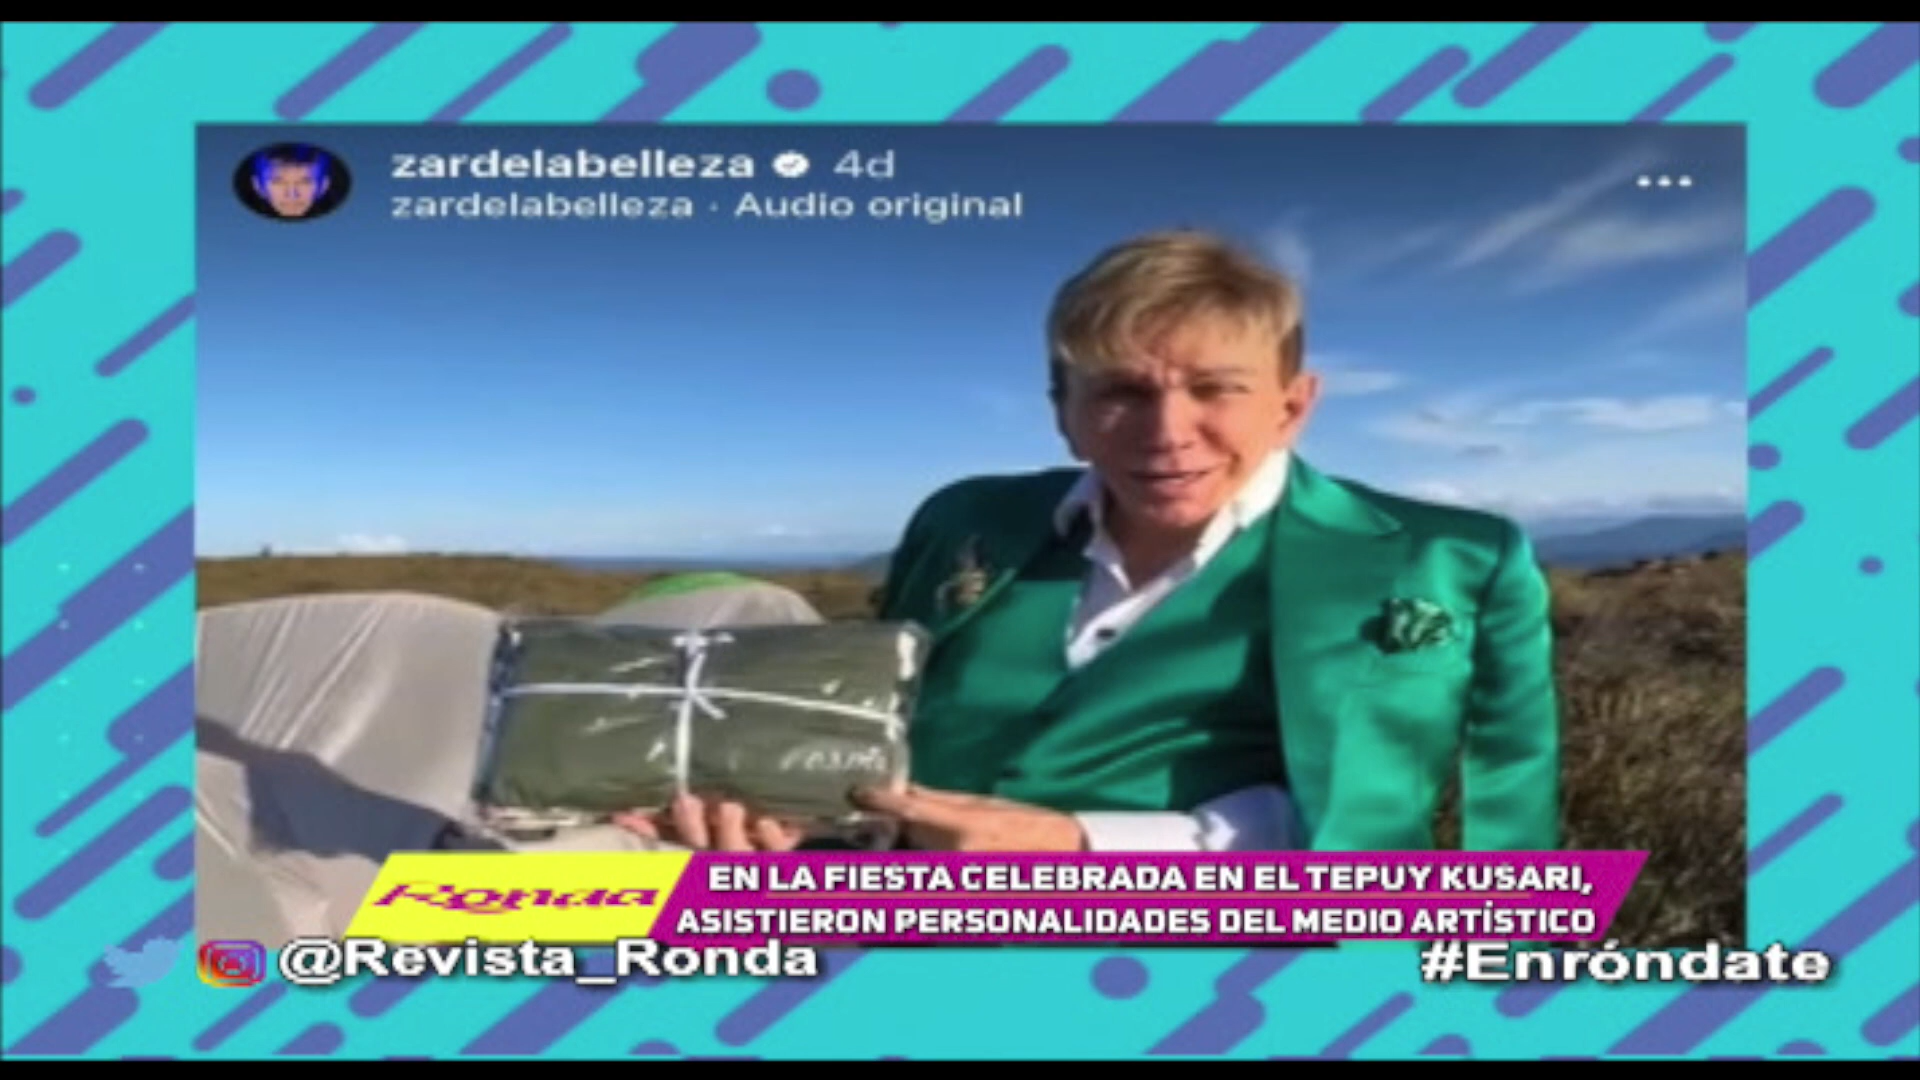 zardelabelleza 4d
zardelabelleza · Audio original
Ronda
EN LA FIESTA CELEBRADA EN EL TEPUY KUSARI,
ASISTIERON PERSONALIDADES DEL MEDIO ARTÍSTICO
@Revista_Ronda
#Enróndate